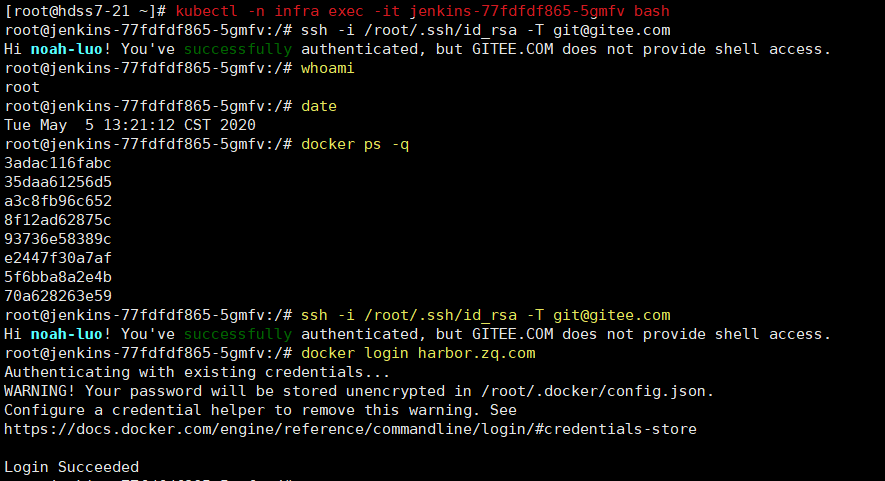 [root@hdss7-21 ~]# kubectl -n infra exec -it jenkins-77fdfdf865-5gmfv bash
root@jenkins-77fdfdf865-5gmfv:/# ssh -i /root/.ssh/id_rsa -T git@gitee.com
Hi noah-luo! You've successfully authenticated, but GITEE.COM does not provide shell access.
root@jenkins-77fdfdf865-5gmfv:/# whoami
root
root@jenkins-77fdfdf865-5gmfv:/# date
Tue May  5 13:21:12 CST 2020
root@jenkins-77fdfdf865-5gmfv:/# docker ps -q
3adac116fabc
35daa61256d5
a3c8fb96c652
8f12ad62875c
93736e58389c
e2447f30a7af
5f6bba8a2e4b
70a628263e59
root@jenkins-77fdfdf865-5gmfv:/# ssh -i /root/.ssh/id_rsa -T git@gitee.com
Hi noah-luo! You've successfully authenticated, but GITEE.COM does not provide shell access.
root@jenkins-77fdfdf865-5gmfv:/# docker login harbor.zq.com
Authenticating with existing credentials...
WARNING! Your password will be stored unencrypted in /root/.docker/config.json.
Configure a credential helper to remove this warning. See
https://docs.docker.com/engine/reference/commandline/login/#credentials-store

Login Succeeded